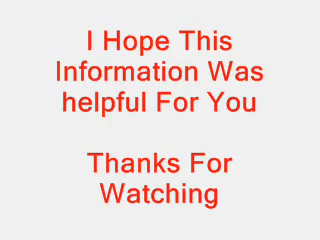 I Hope This
Information Was
helpful For You
Thanks For
Watching